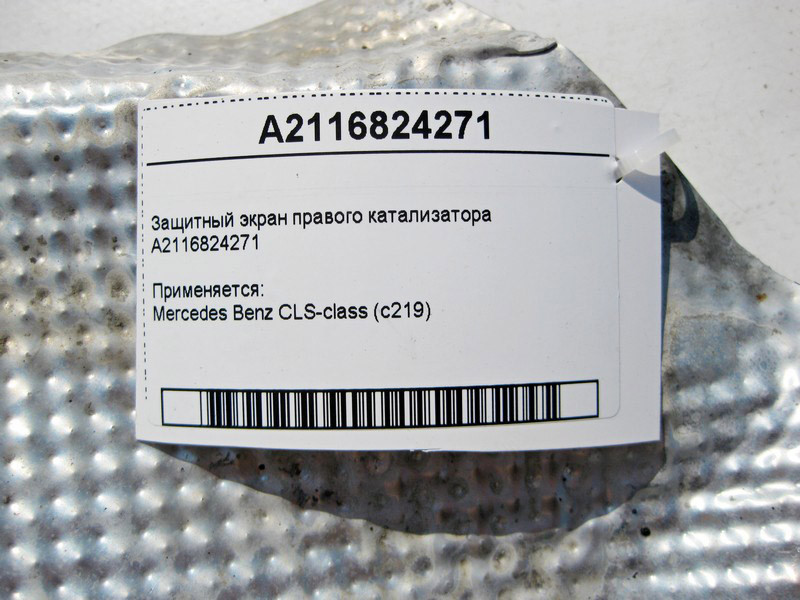 A2116824271
Защитный экран правого катализатора
A2116824271
Применяется:
Mercedes Benz CLS-class (c219)